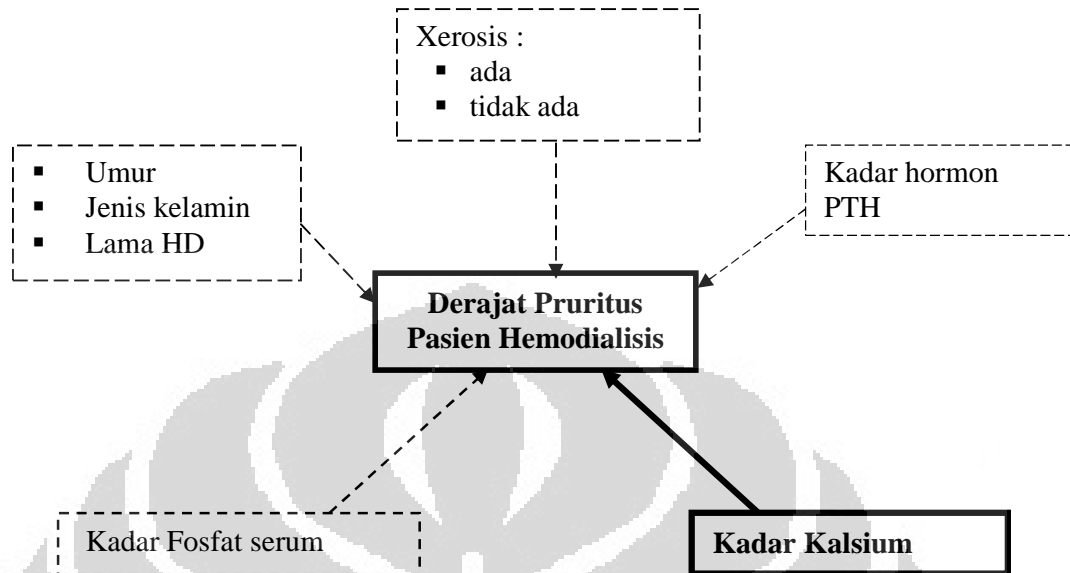 Xerosis :
▪ ada
▪ tidak ada
▪ Umur
▪ Jenis kelamin
▪ Lama HD
Kadar hormon
PTH
Derajat Pruritus
Pasien Hemodialisis
Kadar Fosfat serum
Kadar Kalsium